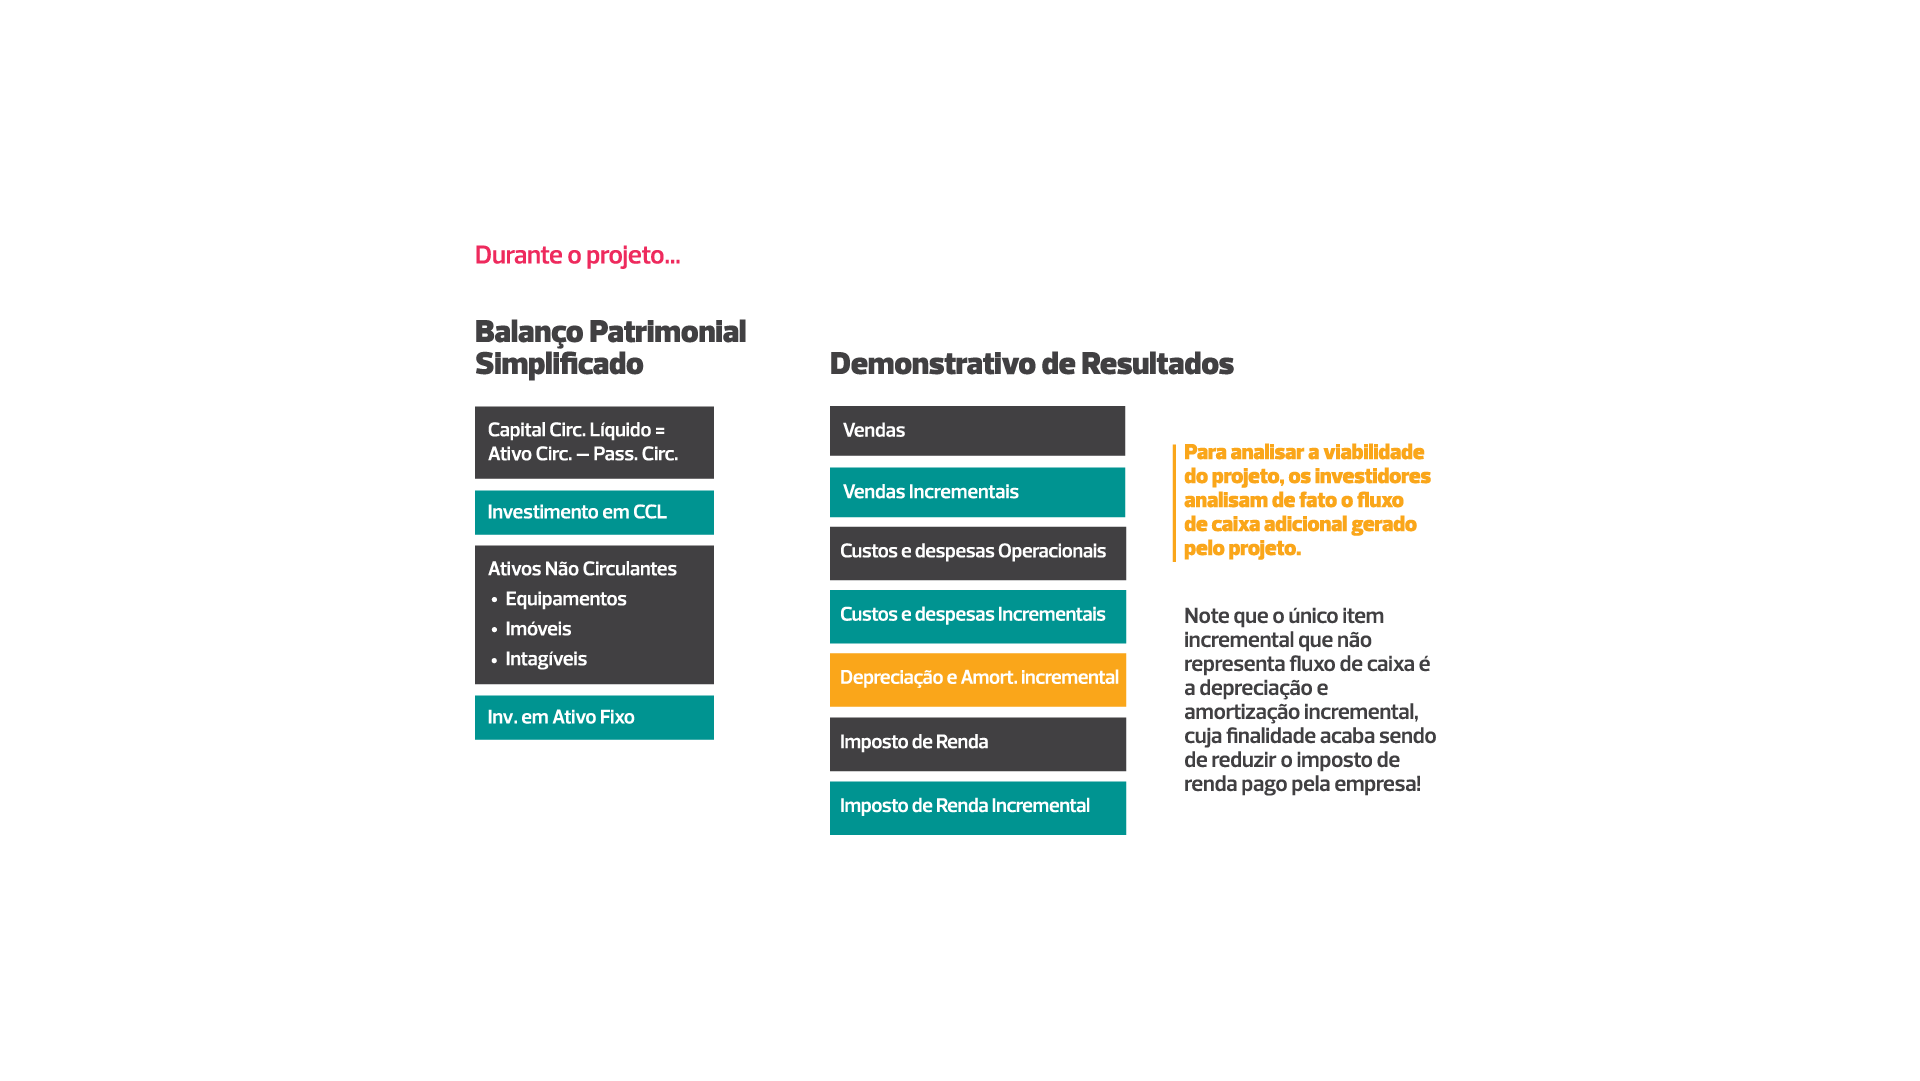 Durante o projeto...
Balanço Patrimonial
Simplificado
Capital Circ. Líquido =
Ativo Circ. – Pass. Circ.
Investimento em CCL
Ativos Não Circulantes
• Equipamentos
• Imóveis
• Intagíveis
Inv. em Ativo Fixo
Demonstrativo de Resultados
Vendas
Vendas Incrementais
Custos e despesas Operacionais
Custos e despesas Incrementais
Depreciação e Amort. incremental
Imposto de Renda
Imposto de Renda Incremental
Para analisar a viabilidade
do projeto, os investidores
analisam de fato o fluxo
de caixa adicional gerado
pelo projeto.
Note que o único item
incremental que não
representa fluxo de caixa é
a depreciação e
amortização incremental,
cuja finalidade acaba sendo
de reduzir o imposto de
renda pago pela empresa!